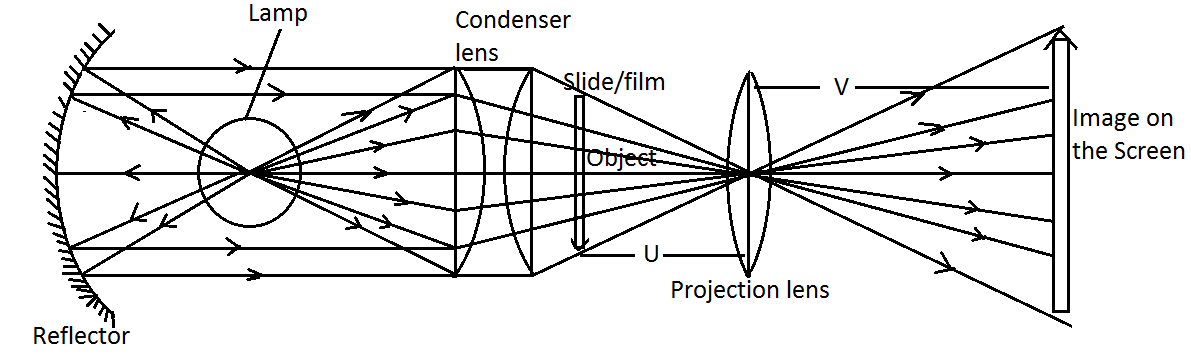 Lamp
Condenser
lens
Slide/film
V
Image on
the Screen
Object
U
Projection lens
Reflector